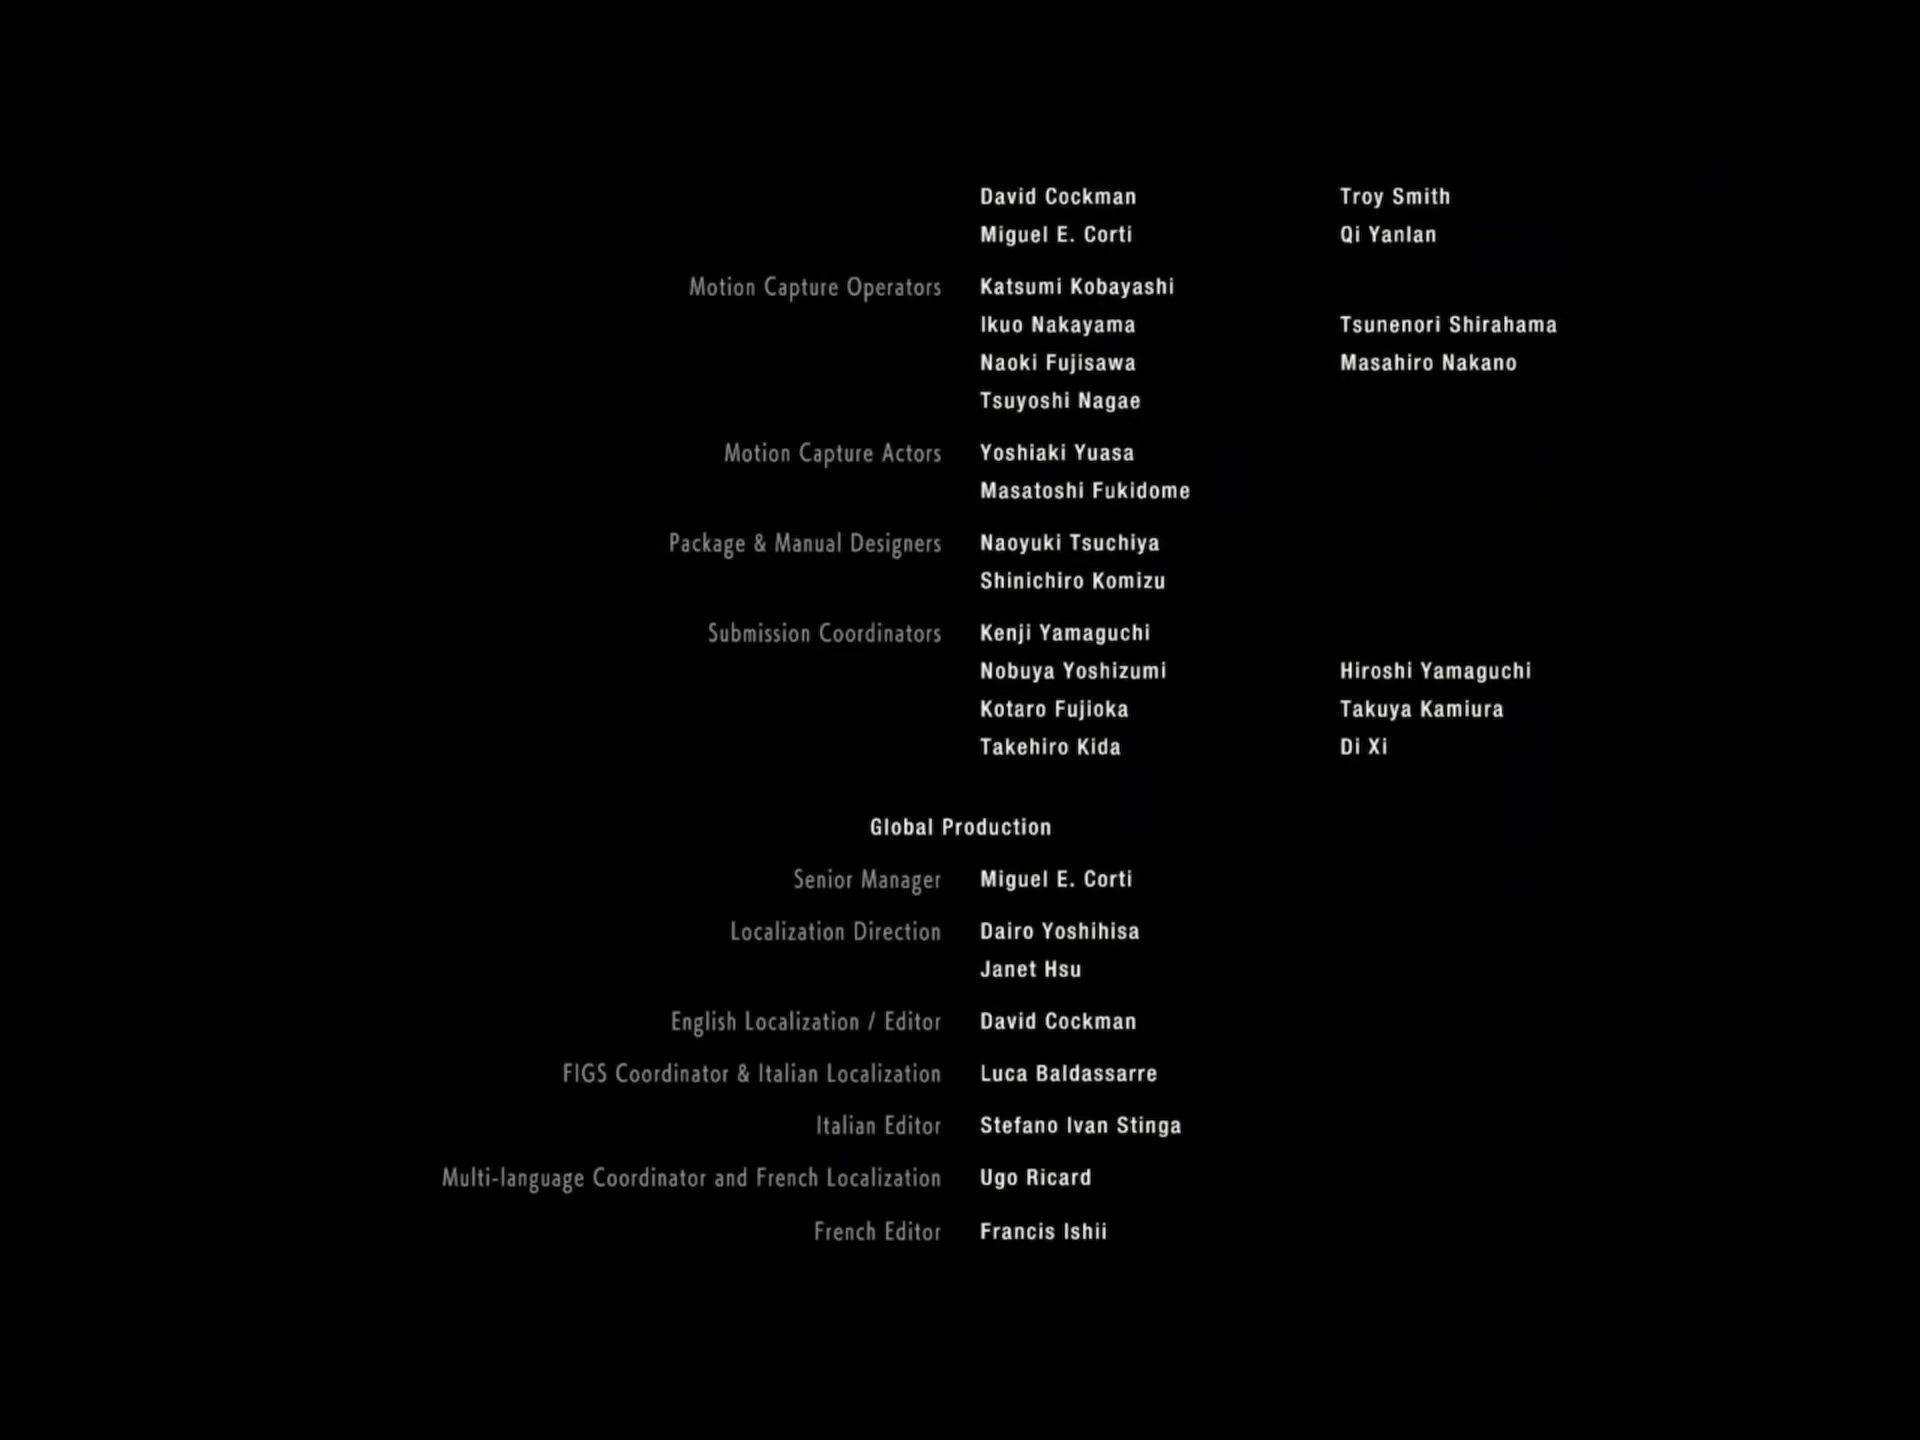 David Cockman Troy Smith
Miguel E. Corti Qi Yanlan
Motion Capture Operators Katsumi Kobayashi
Ikuo Nakayama Tsunenori Shirahama
Naoki Fujisawa Masahiro Nakano
Tsuyoshi Nagae
Motion Capture Actors Yoshiaki Yuasa
Masatoshi Fukidome
Package & Manual Designers Naoyuki Tsuchiya
Shinichiro Komizu
Submission Coordinators Kenji Yamaguchi
Nobuya Yoshizumi Hiroshi Yamaguchi
Kotaro Fujioka Takuya Kamiura
Takehiro Kida Di Xi
Global Production
Senior Manager Miguel E. Corti
Localization Direction Dairo Yoshihisa
Janet Hsu
English Localization / Editor David Cockman
FIGS Coordinator & Italian Localization Luca Baldassarre
Italian Editor Stefano Ivan Stinga
Multi-language Coordinator and French Localization Ugo Ricard
French Editor Francis Ishii